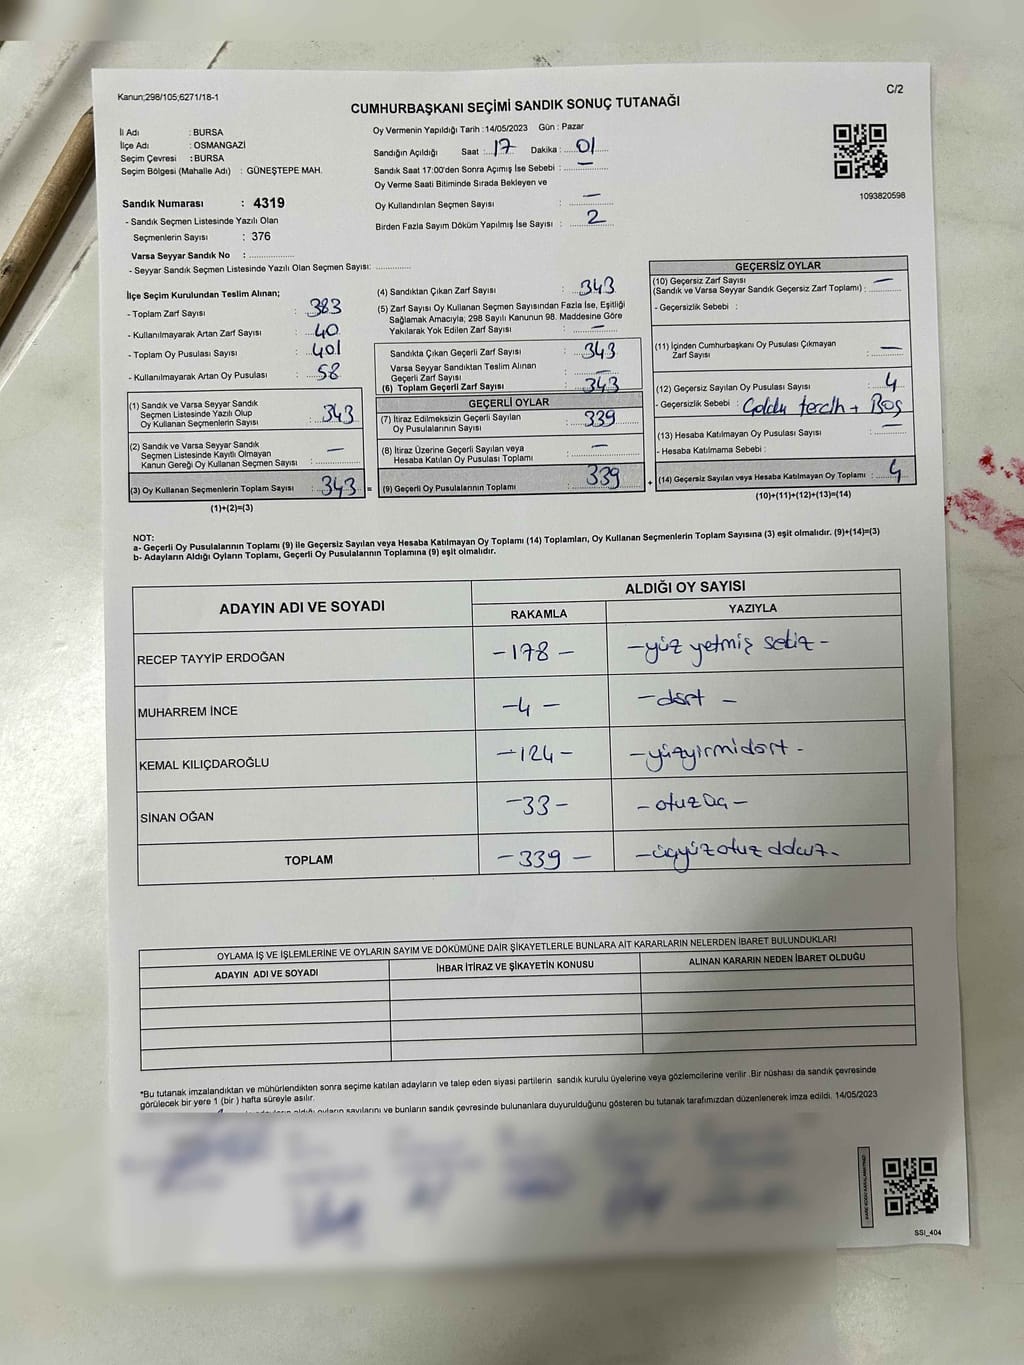 Kanun;298/105;6271/18-1
C/2
CUMHURBAŞKANI SEÇİMİ SANDIK SONUÇ TUTANAĞI
İl Adı : BURSA
İlçe Adı : OSMANGAZİ
Seçim Çevresi : BURSA
Seçim Bölgesi (Mahalle Adı) : GÜNEŞTEPE MAH.
Sandık Numarası : 4319
- Sandık Seçmen Listesinde Yazılı Olan
Seçmenlerin Sayısı : 376
Varsa Seyyar Sandık No : ..............
- Seyyar Sandık Seçmen Listesinde Yazılı Olan Seçmen Sayısı: ............
Oy Vermenin Yapıldığı Tarih :14/05/2023 Gün : Pazar
Sandığın Açıldığı Saat : 17 Dakika : 01
Sandık Saat 17:00'den Sonra Açımış İse Sebebi : —
Oy Verme Saati Bitiminde Sırada Bekleyen ve
Oy Kullandırılan Seçmen Sayısı : —
Birden Fazla Sayım Döküm Yapılmış İse Sayısı : 2
1093820598
İlçe Seçim Kurulundan Teslim Alınan;
- Toplam Zarf Sayısı : 383
- Kullanılmayarak Artan Zarf Sayısı : 40
- Toplam Oy Pusulası Sayısı : 401
- Kullanılmayarak Artan Oy Pusulası : 58
(1) Sandık ve Varsa Seyyar Sandık
Seçmen Listesinde Yazılı Olup
Oy Kullanan Seçmenlerin Sayısı : 343
(2) Sandık ve Varsa Seyyar Sandık
Seçmen Listesinde Kayıtlı Olmayan
Kanun Gereği Oy Kullanan Seçmen Sayısı : —
(3) Oy Kullanan Seçmenlerin Toplam Sayısı : 343 =
(1)+(2)=(3)
(4) Sandıktan Çıkan Zarf Sayısı : 343
(5) Zarf Sayısı Oy Kullanan Seçmen Sayısından Fazla İse, Eşitliği
Sağlamak Amacıyla; 298 Sayılı Kanunun 98. Maddesine Göre
Yakılarak Yok Edilen Zarf Sayısı : —
Sandıkta Çıkan Geçerli Zarf Sayısı : 343
Varsa Seyyar Sandıktan Teslim Alınan
Geçerli Zarf Sayısı : —
(6) Toplam Geçerli Zarf Sayısı : 343
GEÇERLİ OYLAR
(7) İtiraz Edilmeksizin Geçerli Sayılan
Oy Pusulalarının Sayısı : 339
(8) İtiraz Üzerine Geçerli Sayılan veya
Hesaba Katılan Oy Pusulası Toplamı : —
(9) Geçerli Oy Pusulalarının Toplamı : 339 +
GEÇERSİZ OYLAR
(10) Geçersiz Zarf Sayısı
(Sandık ve Varsa Seyyar Sandık Geçersiz Zarf Toplamı) : —
- Geçersizlik Sebebi :
(11) İçinden Cumhurbaşkanı Oy Pusulası Çıkmayan
Zarf Sayısı : —
(12) Geçersiz Sayılan Oy Pusulası Sayısı : 4
- Geçersizlik Sebebi : tercih + Boş
(13) Hesaba Katılmayan Oy Pusulası Sayısı : —
- Hesaba Katılmama Sebebi :
(14) Geçersiz Sayılan veya Hesaba Katılmayan Oy Toplamı : 4
(10)+(11)+(12)+(13)=(14)
NOT:
a- Geçerli Oy Pusulalarının Toplamı (9) ile Geçersiz Sayılan veya Hesaba Katılmayan Oy Toplamı (14) Toplamları, Oy Kullanan Seçmenlerin Toplam Sayısına (3) eşit olmalıdır. (9)+(14)=(3)
b- Adayların Aldığı Oyların Toplamı, Geçerli Oy Pusulalarının Toplamına (9) eşit olmalıdır.
ADAYIN ADI VE SOYADI
ALDIĞI OY SAYISI
RAKAMLA YAZIYLA
RECEP TAYYİP ERDOĞAN -178- -yüz yetmiş sekiz-
MUHARREM İNCE -4- -dört-
KEMAL KILIÇDAROĞLU -124- -yüzyirmidört-
SİNAN OĞAN -33- -otuzüç-
TOPLAM -339- -üçyüzotuz dokuz-
OYLAMA İŞ VE İŞLEMLERİNE VE OYLARIN SAYIM VE DÖKÜMÜNE DAİR ŞİKAYETLERLE BUNLARA AİT KARARLARIN NELERDEN İBARET BULUNDUKLARI
ADAYIN ADI VE SOYADI İHBAR İTİRAZ VE ŞİKAYETİN KONUSU ALINAN KARARIN NEDEN İBARET OLDUĞU
*Bu tutanak imzalandıktan ve mühürlendikten sonra seçime katılan adayların ve talep eden siyasi partilerin sandık kurulu üyelerine veya gözlemcilerine verilir .Bir nüshası da sandık çevresinde
görülecek bir yere 1 (bir ) hafta süreyle asılır.
aldığı oyların sayılarını ve bunların sandık çevresinde bulunanlara duyurulduğunu gösteren bu tutanak tarafımızdan düzenlenerek imza edildi. 14/05/2023
SSI_404